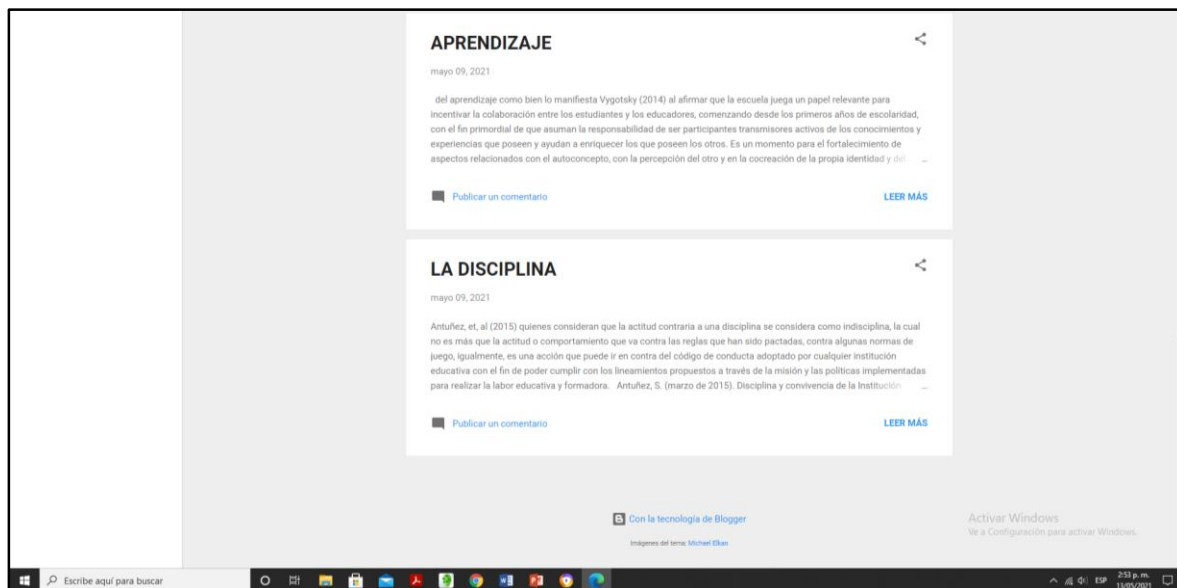 APRENDIZAJE
mayo 09, 2021
del aprendizaje como bien lo manifiesta Vygotsky (2014) al afirmar que la escuela juega un papel relevante para
incentivar la colaboración entre los estudiantes y los educadores, comenzando desde los primeros años de escolaridad,
con el fin primordial de que asuman la responsabilidad de ser participantes transmisores activos de los conocimientos y
experiencias que poseen y ayudan a enriquecer los que poseen los otros. Es un momento para el fortalecimiento de
aspectos relacionados con el autoconcepto, con la percepción del otro y en la cocreación de la propia identidad y del ...
Publicar un comentario
LEER MÁS
LA DISCIPLINA
mayo 09, 2021
Antuñez, et, al (2015) quienes consideran que la actitud contraria a una disciplina se considera como indisciplina, la cual
no es más que la actitud o comportamiento que va contra las reglas que han sido pactadas, contra algunas normas de
juego, igualmente, es una acción que puede ir en contra del código de conducta adoptado por cualquier institución
educativa con el fin de poder cumplir con los lineamientos propuestos a través de la misión y las políticas implementadas
para realizar la labor educativa y formadora. Antuñez, S. (marzo de 2015). Disciplina y convivencia de la Institución ...
Publicar un comentario
LEER MÁS
Con la tecnología de Blogger
Imágenes del tema: Michael Elkan
Activar Windows
Ve a Configuración para activar Windows.
Escribe aquí para buscar
ESP
2:53 p. m.
13/05/2021